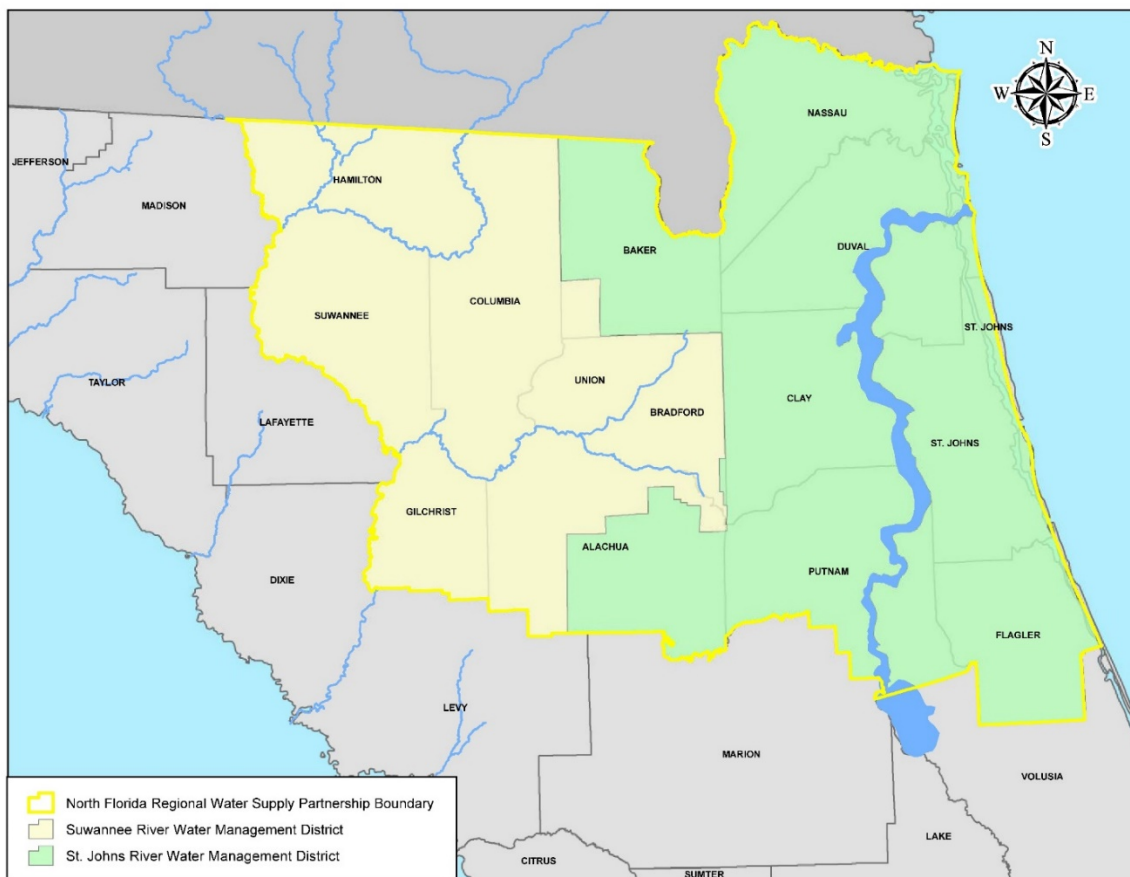 N
W E
S
NASSAU
JEFFERSON
HAMILTON
MADISON
DUVAL
BAKER
COLUMBIA
SUWANNEE
ST. JOHNS
UNION
TAYLOR
CLAY
BRADFORD
LAFAYETTE
ST. JOHNS
GILCHRIST
ALACHUA
PUTNAM
DIXIE
FLAGLER
LEVY
MARION
VOLUSIA
North Florida Regional Water Supply Partnership Boundary
Suwannee River Water Management District
St. Johns River Water Management District
LAKE
CITRUS
SUMTER